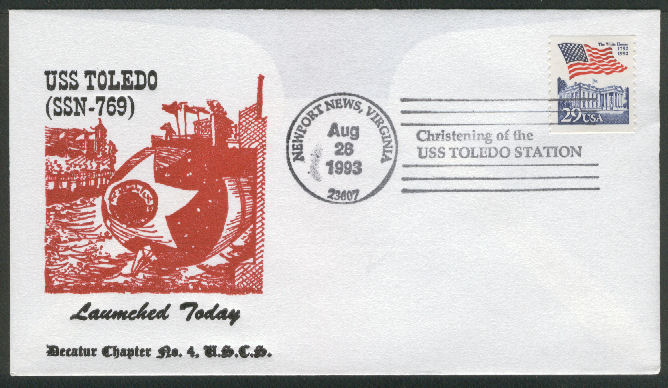 USS TOLEDO
(SSN-769)
Launched Today
Decatur Chapter No. 4, U.S.C.S.
NEWPORT NEWS, VIRGINIA
Aug
28
1993
23607
Christening of the
USS TOLEDO STATION
The White House
1792
1992
29 USA